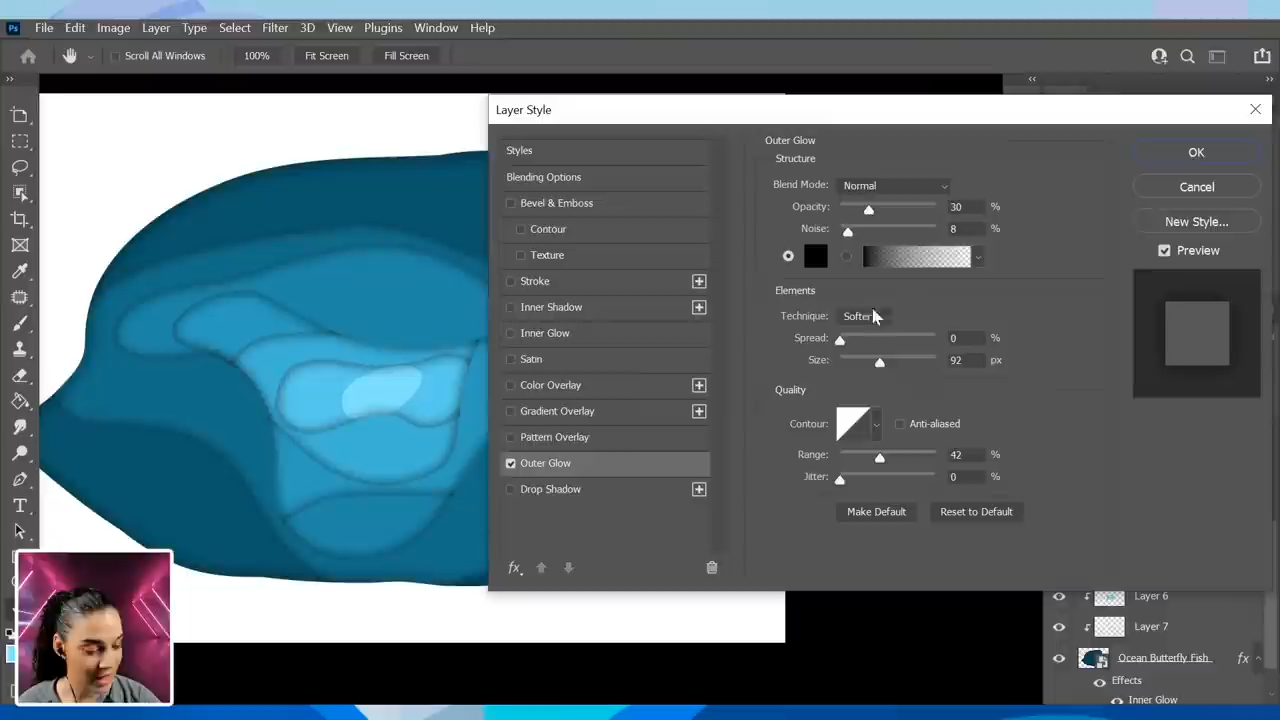 Ps File Edit Image Layer Type Select Filter 3D View Plugins Window Help
Scroll All Windows 100% Fit Screen Fill Screen
Layer Style
Styles
Blending Options
Bevel & Emboss
Contour
Texture
Stroke
Inner Shadow
Inner Glow
Satin
Color Overlay
Gradient Overlay
Pattern Overlay
Outer Glow
Drop Shadow
fx
Outer Glow
Structure
Blend Mode: Normal
Opacity: 30 %
Noise: 8 %
Elements
Technique: Softer
Spread: 0 %
Size: 92 px
Quality
Contour: Anti-aliased
Range: 42 %
Jitter: 0 %
Make Default Reset to Default
OK
Cancel
New Style...
Preview
Layer 6
Layer 7
Ocean Butterfly Fish fx
Effects
Inner Glow